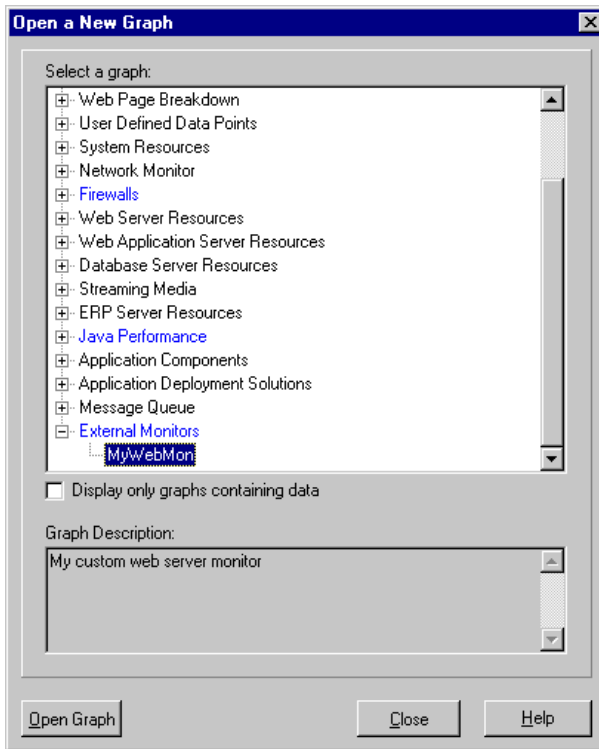 Open a New Graph
Select a graph:
Web Page Breakdown
User Defined Data Points
System Resources
Network Monitor
Firewalls
Web Server Resources
Web Application Server Resources
Database Server Resources
Streaming Media
ERP Server Resources
Java Performance
Application Components
Application Deployment Solutions
Message Queue
External Monitors
MyWebMon
Display only graphs containing data
Graph Description:
My custom web server monitor
Open Graph Close Help